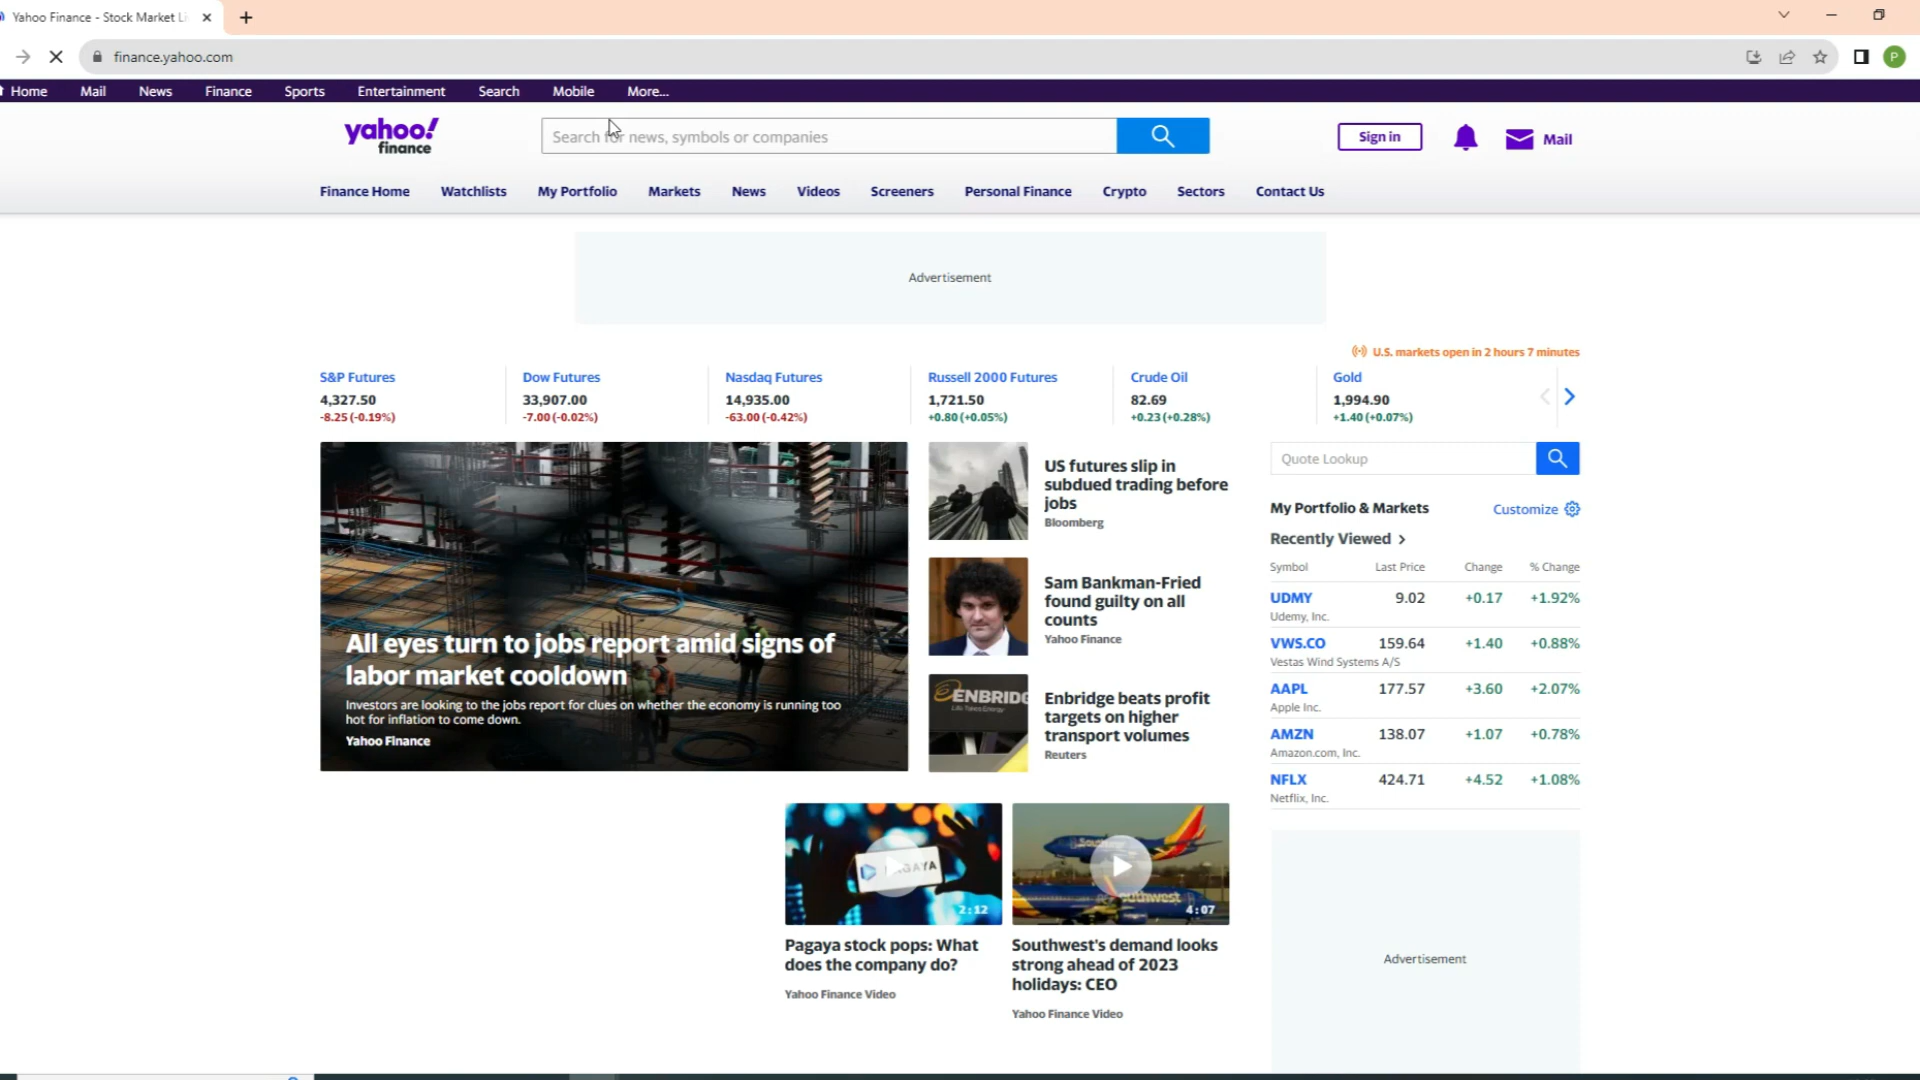 Yahoo Finance - Stock Market Li
finance.yahoo.com
P
Home Mail News Finance Sports Entertainment Search Mobile More...
yahoo!
finance
Search for news, symbols or companies
Sign in
Mail
Finance Home Watchlists My Portfolio Markets News Videos Screeners Personal Finance Crypto Sectors Contact Us
Advertisement
U.S. markets open in 2 hours 7 minutes
S&P Futures
4,327.50
-8.25 (-0.19%)
Dow Futures
33,907.00
-7.00 (-0.02%)
Nasdaq Futures
14,935.00
-63.00 (-0.42%)
Russell 2000 Futures
1,721.50
+0.80 (+0.05%)
Crude Oil
82.69
+0.23 (+0.28%)
Gold
1,994.90
+1.40 (+0.07%)
All eyes turn to jobs report amid signs of
labor market cooldown
Investors are looking to the jobs report for clues on whether the economy is running too
hot for inflation to come down.
Yahoo Finance
US futures slip in
subdued trading before
jobs
Bloomberg
Sam Bankman-Fried
found guilty on all
counts
Yahoo Finance
ENBRIDG
Enbridge beats profit
targets on higher
transport volumes
Reuters
PAGAYA
2:12
Pagaya stock pops: What
does the company do?
Yahoo Finance Video
Southwest
4:07
Southwest's demand looks
strong ahead of 2023
holidays: CEO
Yahoo Finance Video
Quote Lookup
My Portfolio & Markets
Customize
Recently Viewed
Symbol Last Price Change % Change
UDMY 9.02 +0.17 +1.92%
Udemy, Inc.
VWS.CO 159.64 +1.40 +0.88%
Vestas Wind Systems A/S
AAPL 177.57 +3.60 +2.07%
Apple Inc.
AMZN 138.07 +1.07 +0.78%
Amazon.com, Inc.
NFLX 424.71 +4.52 +1.08%
Netflix, Inc.
Advertisement